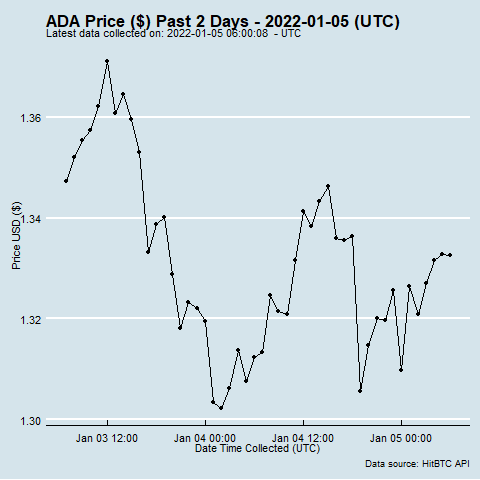 ADA Price ($) Past 2 Days - 2022-01-05 (UTC)
Latest data collected on: 2022-01-05 06:00:08 - UTC
Price USD ($)
1.36
1.34
1.32
1.30
Jan 03 12:00 Jan 04 00:00 Jan 04 12:00 Jan 05 00:00
Date Time Collected (UTC)
Data source: HitBTC API